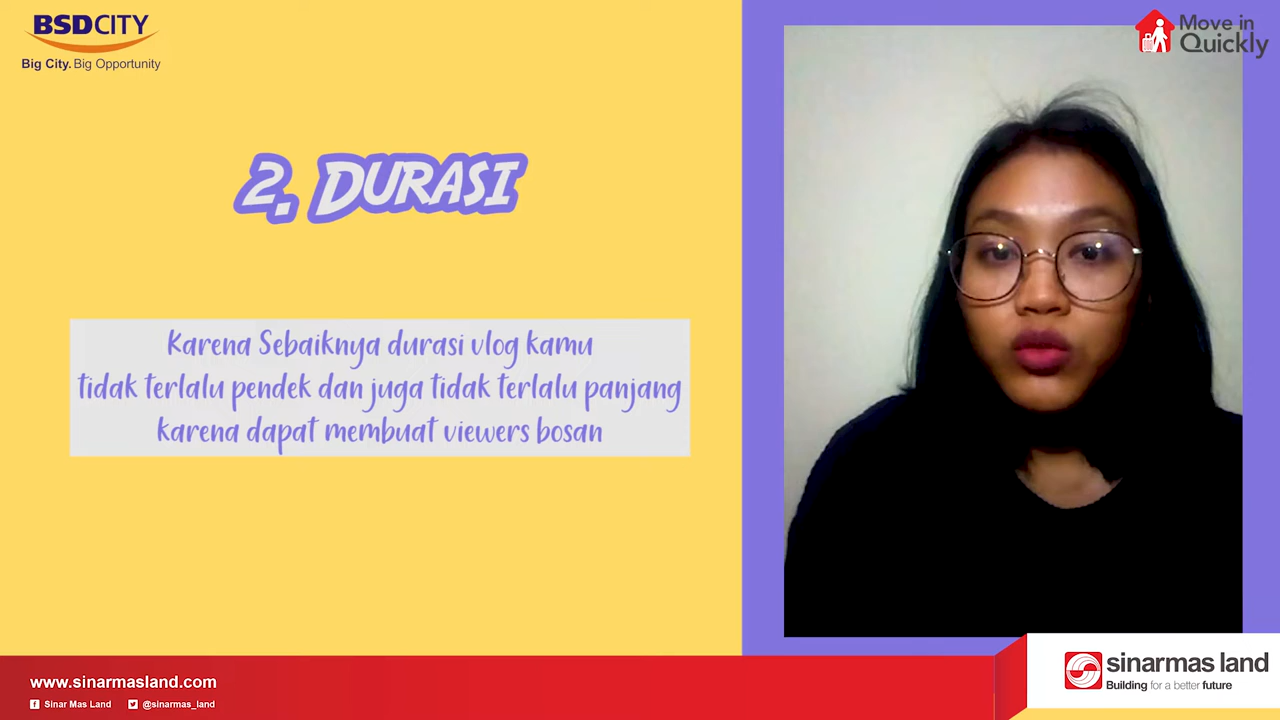 BSDCITY
Big City. Big Opportunity
Move in
Quickly
2. DURASI
Karena Sebaiknya durasi vlog kamu
tidak terlalu pendek dan juga tidak terlalu panjang
karena dapat membuat viewers bosan
www.sinarmasland.com
Sinar Mas Land
@sinarmas_land
sinarmas land
Building for a better future